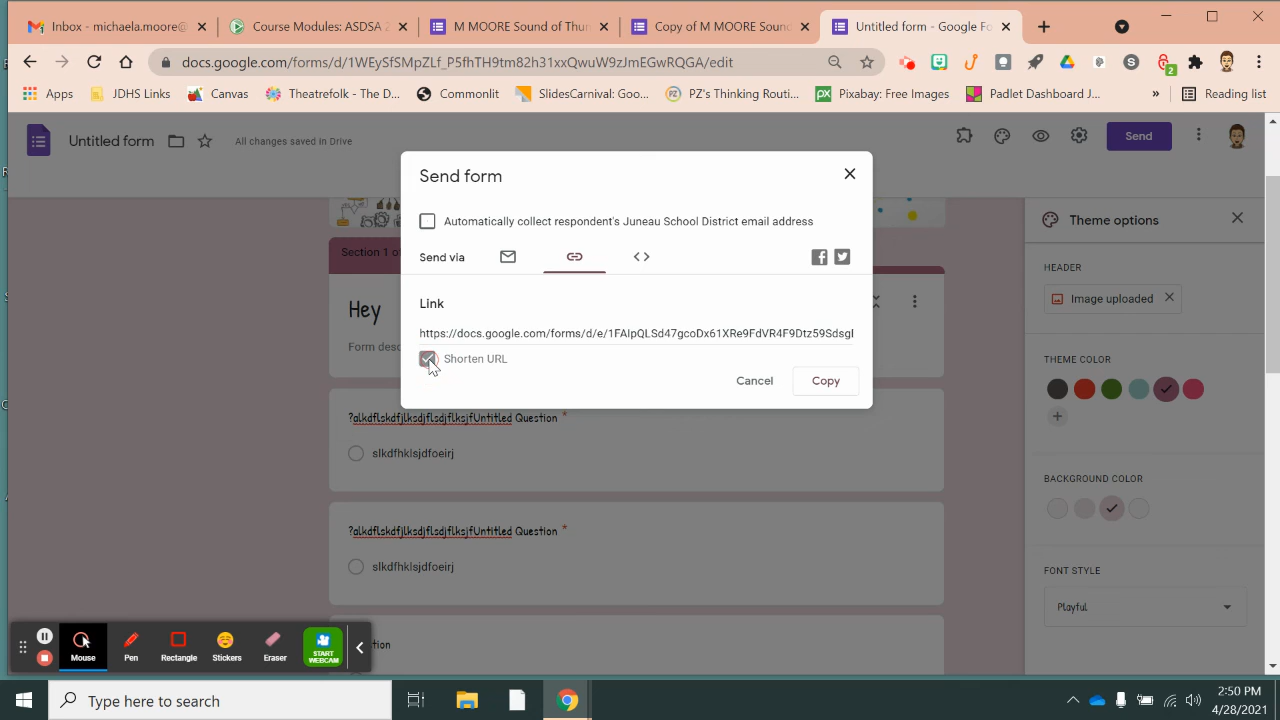 Inbox - michaela.moore@
Course Modules: ASDSA 2
M MOORE Sound of Thun
Copy of M MOORE Sound
Untitled form - Google Fo
docs.google.com/forms/d/1WEySfSMpZLf_P5fhTH9tm82h31xxQwuW9zJmEGwRQGA/edit
2
Apps
JDHS Links
Canvas
Theatrefolk - The D...
Commonlit
SlidesCarnival: Goo...
PZ's Thinking Routi...
Pixabay: Free Images
Padlet Dashboard J...
»
Reading list
Untitled form
All changes saved in Drive
Send
Send form
Automatically collect respondent's Juneau School District email address
Theme options
Send via
Section 1 of
HEADER
Image uploaded
Link
Hey
https://docs.google.com/forms/d/e/1FAIpQLSd47gcoDx61XRe9FdVR4F9Dtz59Sdsgl
Form desc
Shorten URL
THEME COLOR
Cancel
Copy
?alkdflskdfjlksdjflsdjflksjfUntitled Question *
slkdfhklsjdfoeirj
BACKGROUND COLOR
?alkdflskdfjlksdjflsdjflksjfUntitled Question *
slkdfhklsjdfoeirj
FONT STYLE
Playful
tion
Mouse
Pen
Rectangle
Stickers
Eraser
START
WEBCAM
Type here to search
2:50 PM
4/28/2021